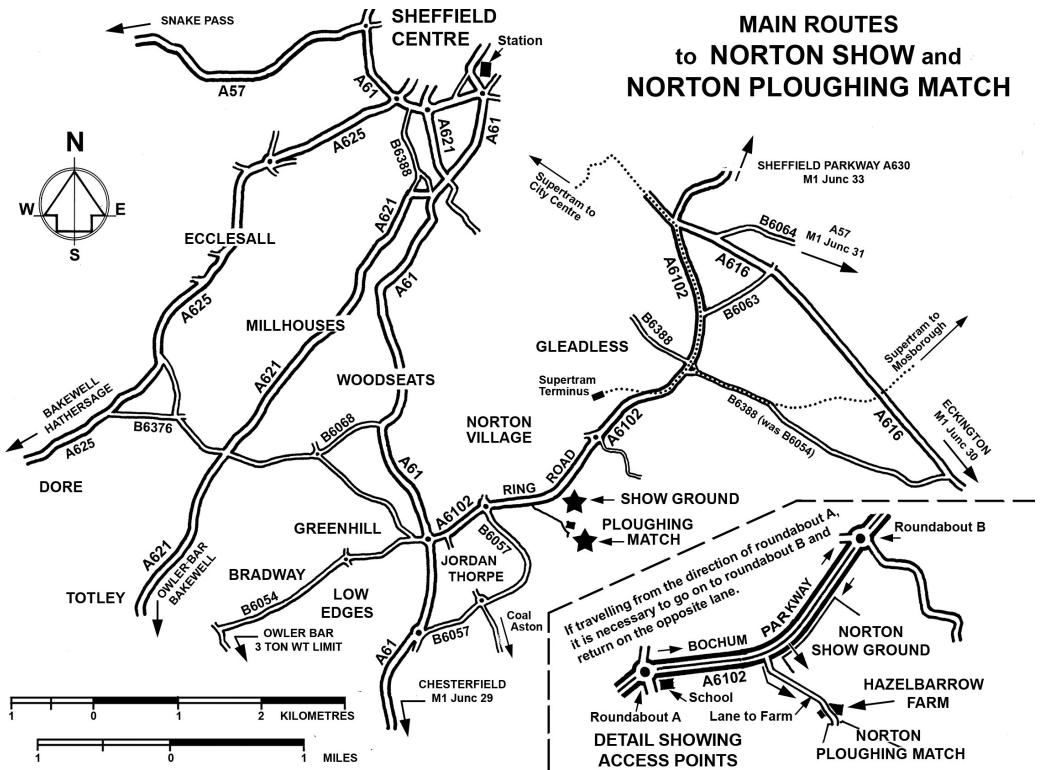 SNAKE PASS
SHEFFIELD
CENTRE
Station
MAIN ROUTES
to NORTON SHOW and
NORTON PLOUGHING MATCH
A57
A61
A61
A625
A621
B6388
N
W
E
S
ECCLESALL
A621
A61
A625
MILLHOUSES
A621
WOODSEATS
BAKEWELL
HATHERSAGE
A625
B6376
B6068
DORE
A61
GREENHILL
A621
OWLER BAR
BAKEWELL
TOTLEY
BRADWAY
B6054
LOW
EDGES
OWLER BAR
3 TON WT LIMIT
A61
CHESTERFIELD
M1 Junc 29
B6057
Coal
Aston
B6057
JORDAN
THORPE
A6102
RING
ROAD
A6102
NORTON
VILLAGE
SHOW GROUND
PLOUGHING
MATCH
Supertram
Terminus
GLEADLESS
B6388
A6102
Supertram to
City Centre
SHEFFIELD PARKWAY A630
M1 Junc 33
B6064
A57
M1 Junc 31
A616
B6063
Supertram to
Mosborough
B6388 (was B6054)
A616
ECKINGTON
M1 Junc 30
1
0
1
2
KILOMETRES
1
0
1
MILES
If travelling from the direction of roundabout A,
it is necessary to go on to roundabout B and
return on the opposite lane.
Roundabout B
BOCHUM
PARKWAY
A6102
School
Roundabout A
Lane to Farm
NORTON
SHOW GROUND
HAZELBARROW
FARM
NORTON
PLOUGHING MATCH
DETAIL SHOWING
ACCESS POINTS